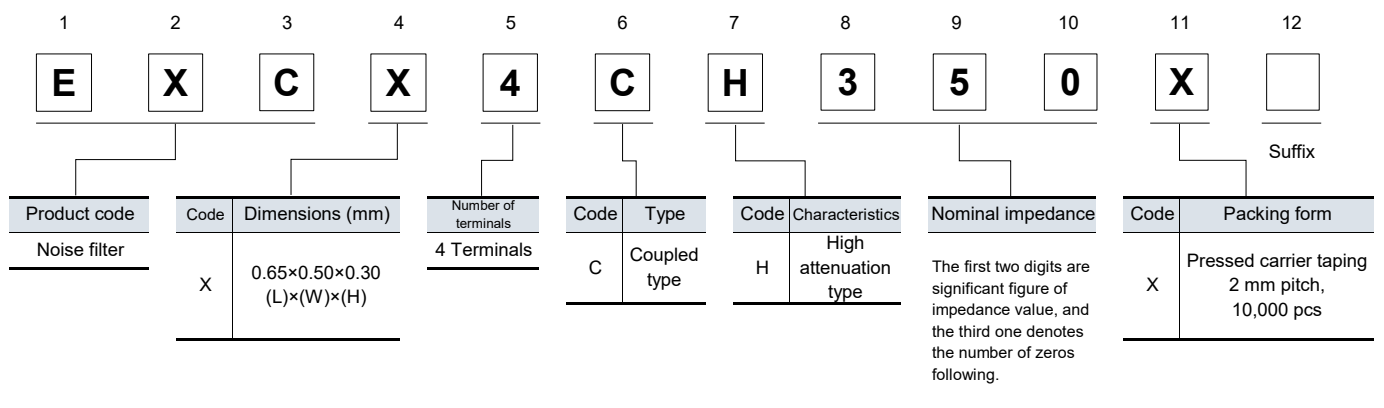 1 2 3 4 5 6 7 8 9 10 11 12
E X C X 4 C H 3 5 0 X
Suffix
Product code
Noise filter
Code Dimensions (mm)
X 0.65×0.50×0.30
(L)×(W)×(H)
Number of
terminals
4 Terminals
Code Type
C Coupled
type
Code Characteristics
H High
attenuation
type
Nominal impedance
The first two digits are
significant figure of
impedance value, and
the third one denotes
the number of zeros
following.
Code Packing form
X Pressed carrier taping
2 mm pitch,
10,000 pcs